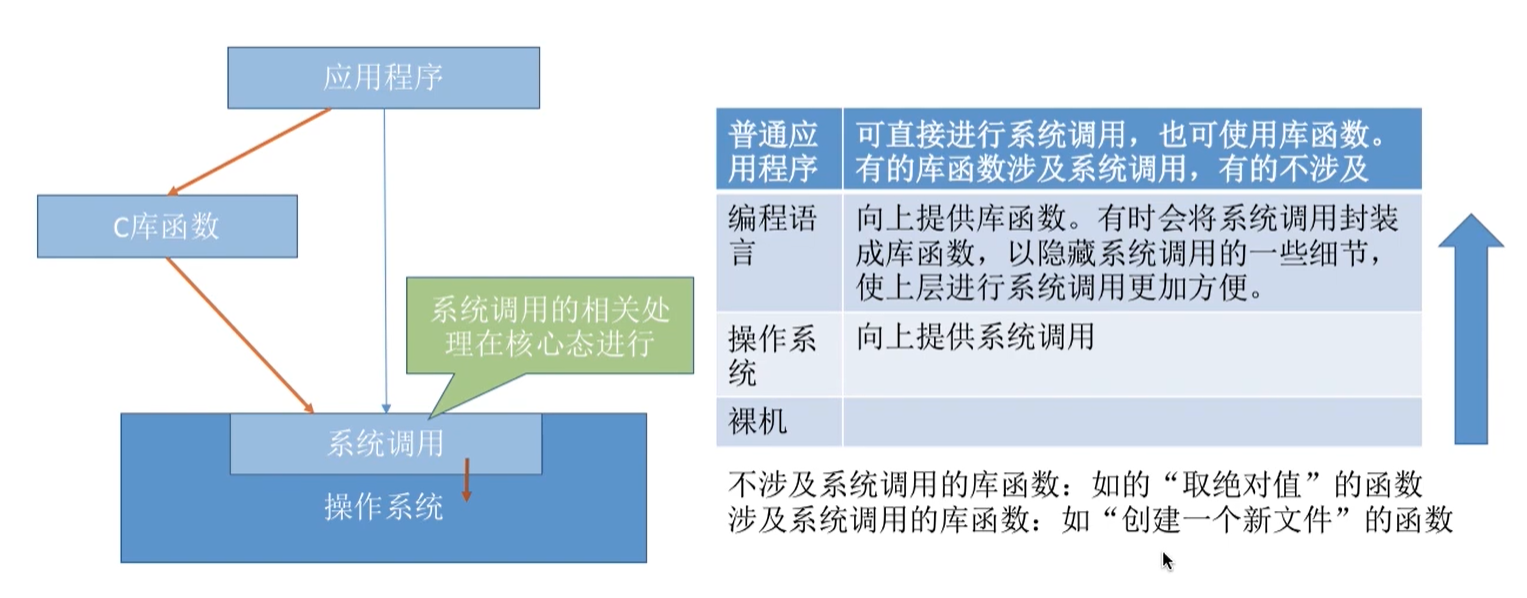 应用程序
C库函数
系统调用的相关处
理在核心态进行
系统调用
操作系统
普通应
用程序
可直接进行系统调用，也可使用库函数。
有的库函数涉及系统调用，有的不涉及
编程语
言
向上提供库函数。有时会将系统调用封装
成库函数，以隐藏系统调用的一些细节，
使上层进行系统调用更加方便。
操作系
统
向上提供系统调用
裸机
不涉及系统调用的库函数：如的“取绝对值”的函数
涉及系统调用的库函数：如“创建一个新文件”的函数